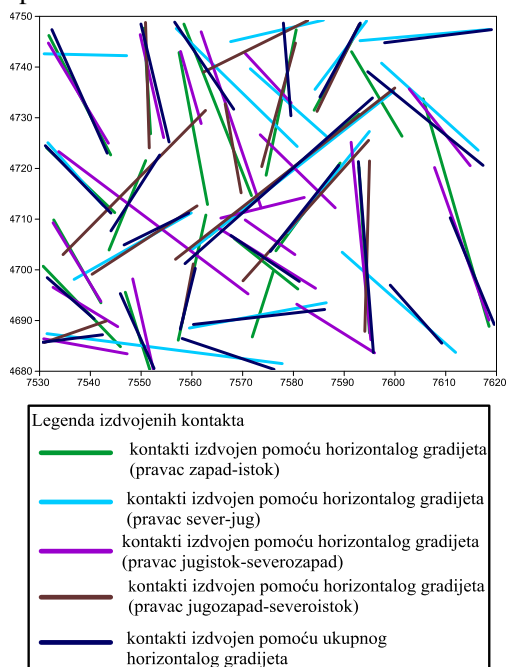 4750
4740
4730
4720
4710
4700
4690
4680
7530 7540 7550 7560 7570 7580 7590 7600 7610 7620
Legenda izdvojenih kontakta
kontakti izdvojen pomoću horizontalog gradijeta
(pravac zapad-istok)
kontakti izdvojen pomoću horizontalog gradijeta
(pravac sever-jug)
kontakti izdvojen pomoću horizontalog gradijeta
(pravac jugistok-severozapad)
kontakti izdvojen pomoću horizontalog gradijeta
(pravac jugozapad-severoistok)
kontakti izdvojen pomoću ukupnog
horizontalog gradijeta